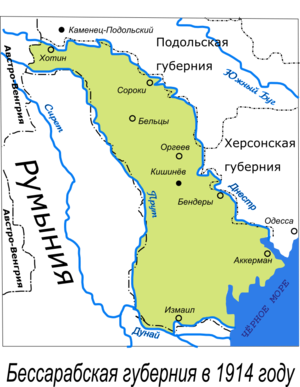 Каменец-Подольский
Подольская
губерния
Хотин
Австро-Венгрия
Южный Буг
Сороки
Сирет
Бельцы
Херсонская
губерния
Оргеев
Кишинёв
Румыния
Прут
Днестр
Бендеры
Австро-Венгрия
Одесса
Аккерман
Измаил
Дунай
ЧЁРНОЕ МОРЕ
Бессарабская губерния в 1914 году